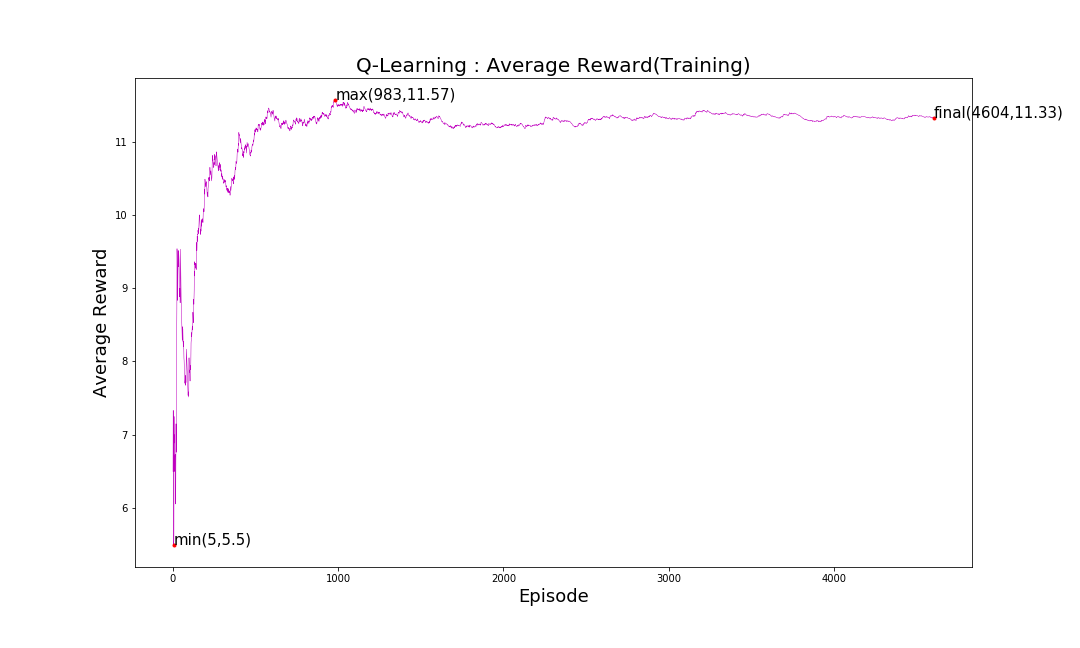 Q-Learning : Average Reward(Training)
max(983,11.57)
final(4604,11.33)
11
10
9
8
7
6
Average Reward
min(5,5.5)
0 1000 2000 3000 4000
Episode